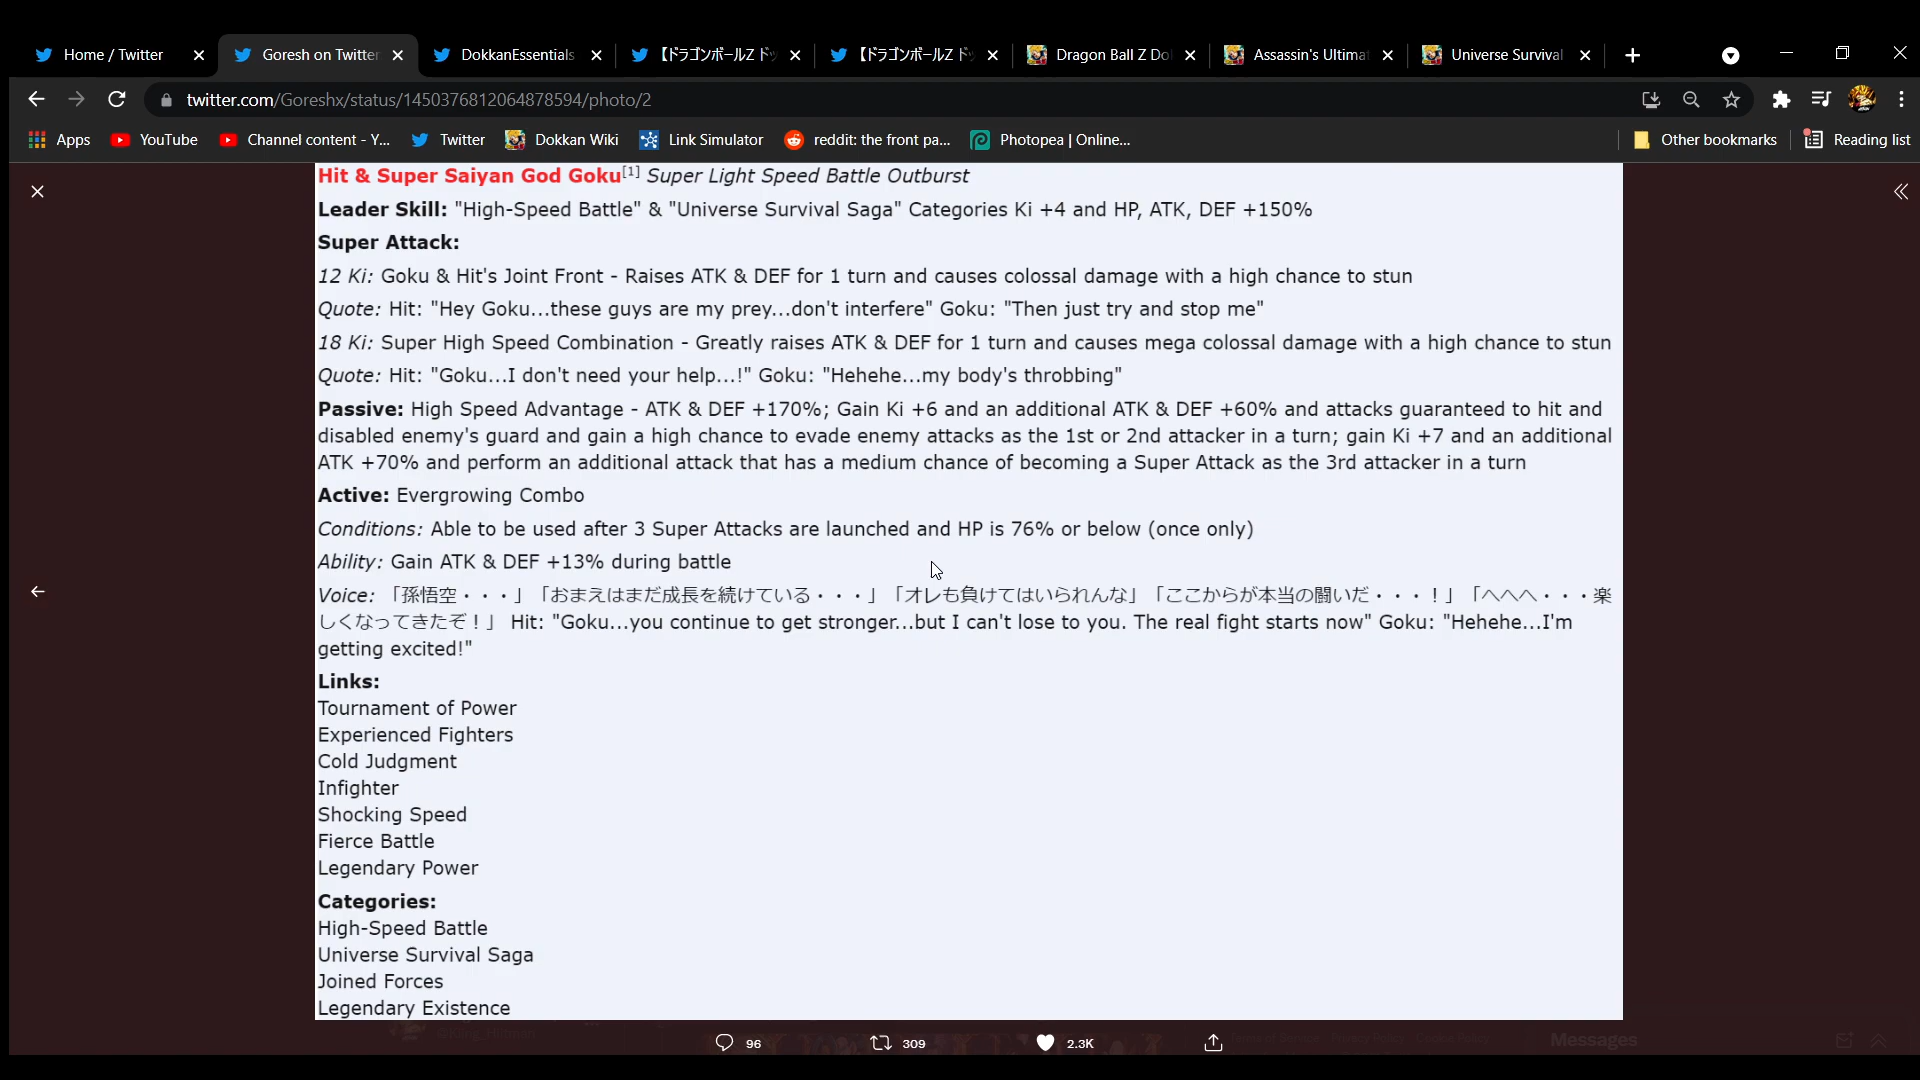 Home / Twitter
Goresh on Twitter
DokkanEssentials
【ドラゴンボールZ ド
【ドラゴンボールZ ド
Dragon Ball Z Do
Assassin's Ultima
Universe Survival
twitter.com/Goreshx/status/1450376812064878594/photo/2
Apps
YouTube
Channel content - Y...
Twitter
Dokkan Wiki
Link Simulator
reddit: the front pa...
Photopea | Online...
Other bookmarks
Reading list
Hit & Super Saiyan God Goku[1] Super Light Speed Battle Outburst
Leader Skill: "High-Speed Battle" & "Universe Survival Saga" Categories Ki +4 and HP, ATK, DEF +150%
Super Attack:
12 Ki: Goku & Hit's Joint Front - Raises ATK & DEF for 1 turn and causes colossal damage with a high chance to stun
Quote: Hit: "Hey Goku...these guys are my prey...don't interfere" Goku: "Then just try and stop me"
18 Ki: Super High Speed Combination - Greatly raises ATK & DEF for 1 turn and causes mega colossal damage with a high chance to stun
Quote: Hit: "Goku...I don't need your help...!" Goku: "Hehehe...my body's throbbing"
Passive: High Speed Advantage - ATK & DEF +170%; Gain Ki +6 and an additional ATK & DEF +60% and attacks guaranteed to hit and
disabled enemy's guard and gain a high chance to evade enemy attacks as the 1st or 2nd attacker in a turn; gain Ki +7 and an additional
ATK +70% and perform an additional attack that has a medium chance of becoming a Super Attack as the 3rd attacker in a turn
Active: Evergrowing Combo
Conditions: Able to be used after 3 Super Attacks are launched and HP is 76% or below (once only)
Ability: Gain ATK & DEF +13% during battle
Voice: 「孫悟空・・・」「おまえはまだ成長を続けている・・・」「オレも負けてはいられんな」「ここからが本当の闘いだ・・・！」「へへへ・・・楽
しくなってきたぞ！」 Hit: "Goku...you continue to get stronger...but I can't lose to you. The real fight starts now" Goku: "Hehehe...I'm
getting excited!"
Links:
Tournament of Power
Experienced Fighters
Cold Judgment
Infighter
Shocking Speed
Fierce Battle
Legendary Power
Categories:
High-Speed Battle
Universe Survival Saga
Joined Forces
Legendary Existence
96
309
2.3K
Messages